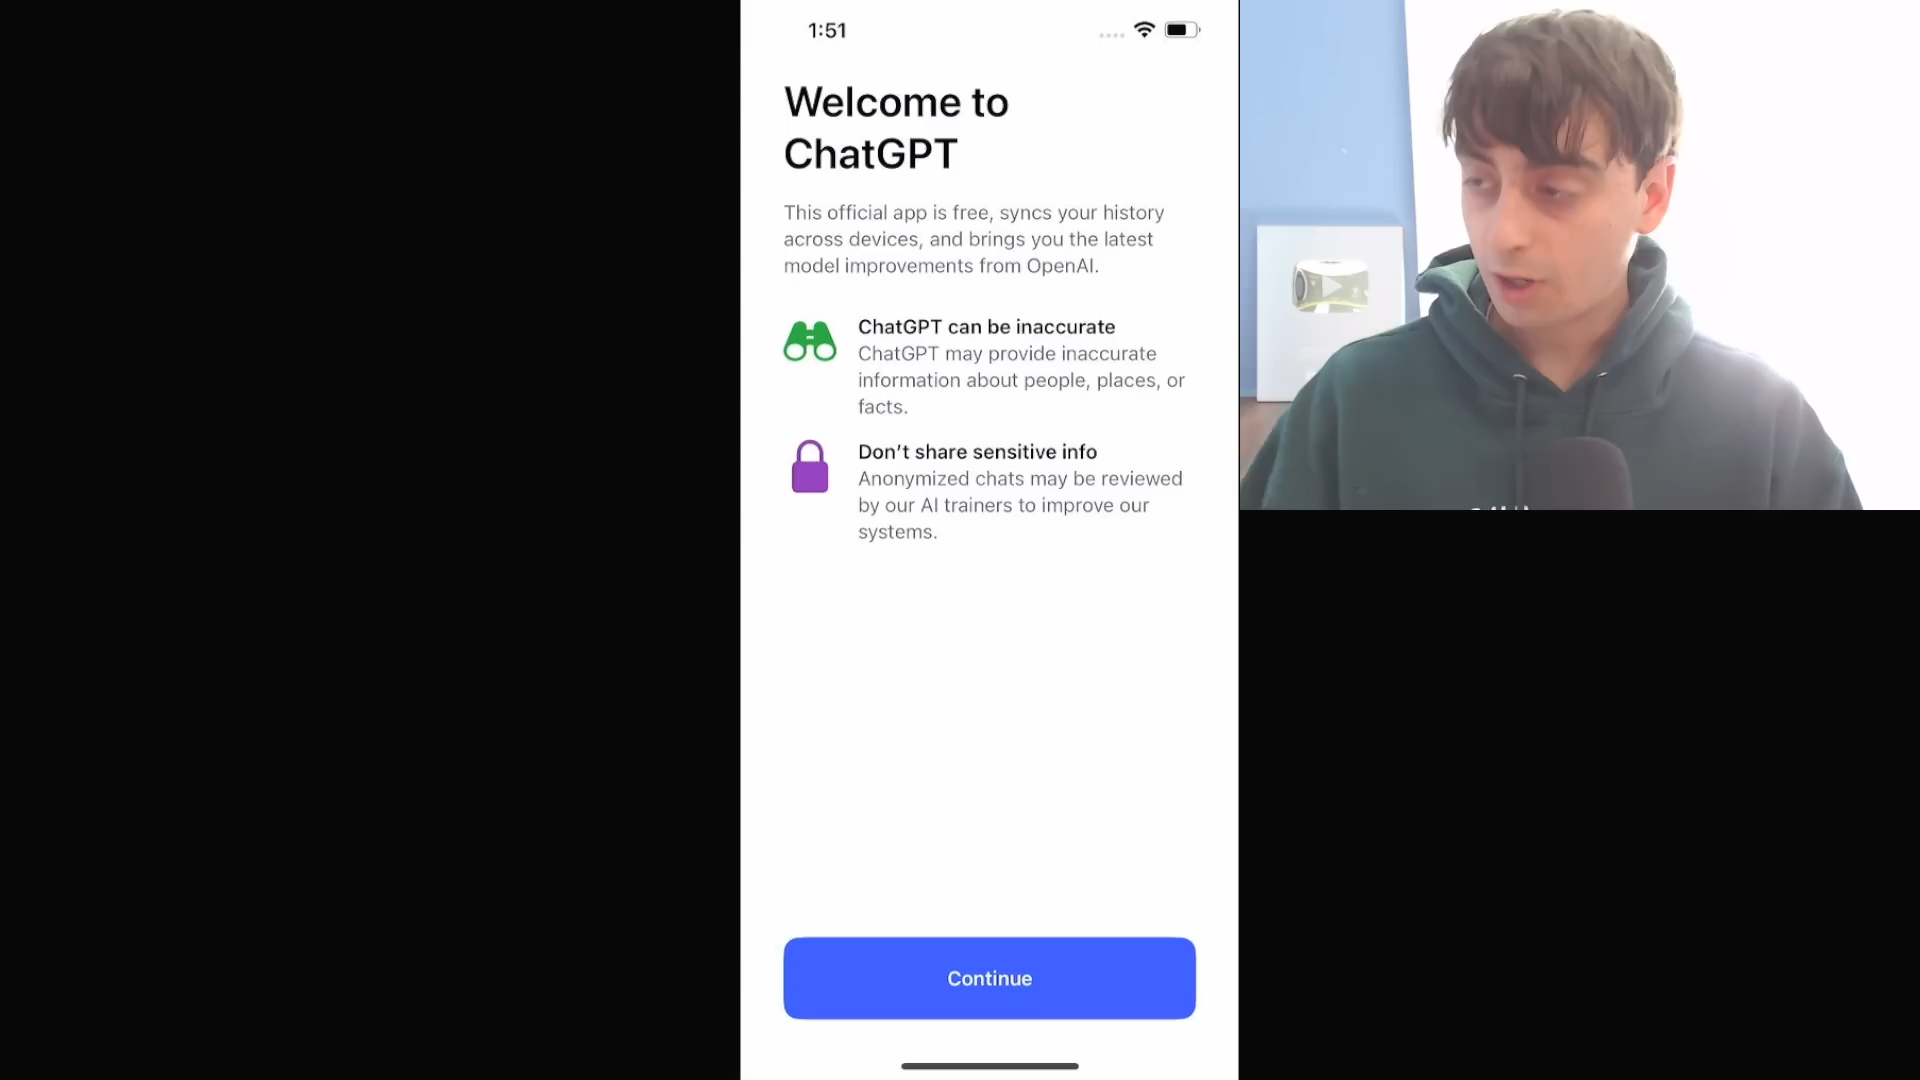 1:51
Welcome to
ChatGPT
This official app is free, syncs your history
across devices, and brings you the latest
model improvements from OpenAI.
ChatGPT can be inaccurate
ChatGPT may provide inaccurate
information about people, places, or
facts.
Don’t share sensitive info
Anonymized chats may be reviewed
by our AI trainers to improve our
systems.
Continue